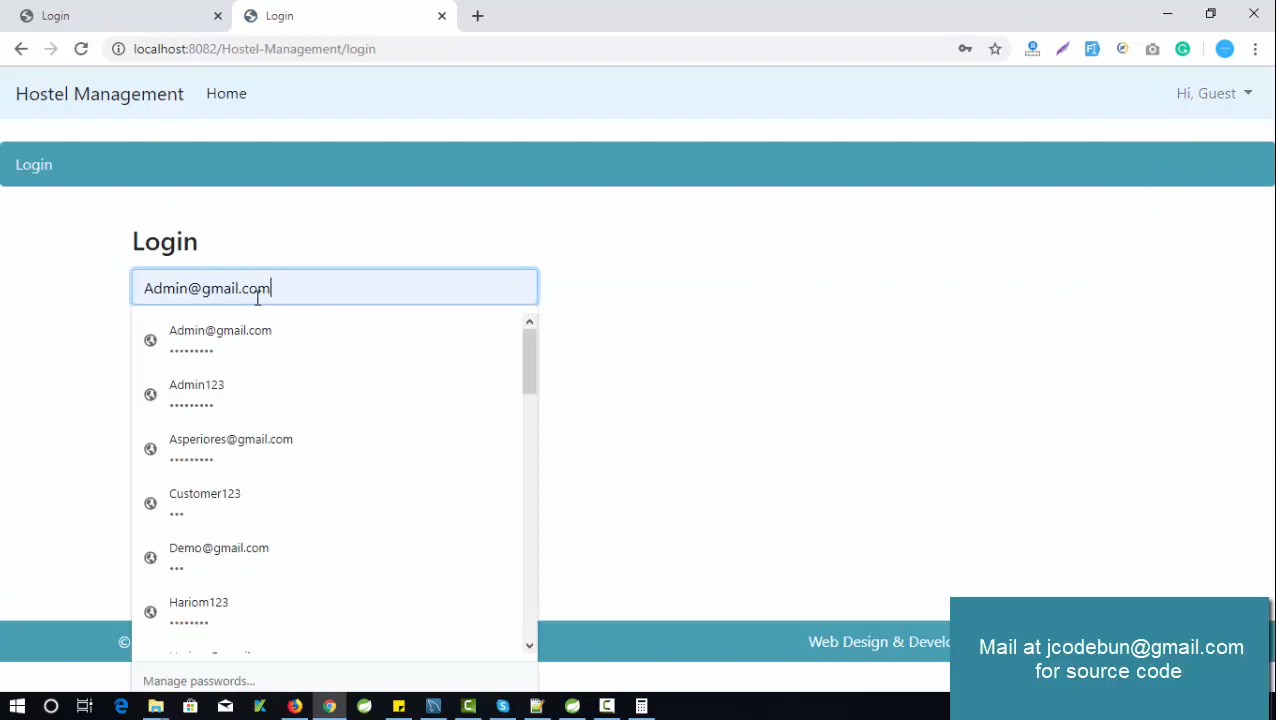 Login
Login
localhost:8082/Hostel-Management/login
Hostel Management
Home
Hi, Guest
Login
Login
Admin@gmail.com
Admin@gmail.com
•••••••••
Admin123
•••••••••
Asperiores@gmail.com
•••••••••
Customer123
•••
Demo@gmail.com
•••
Hariom123
••••••••
Manage passwords...
©
Web Design &
Mail at jcodebun@gmail.com
for source code